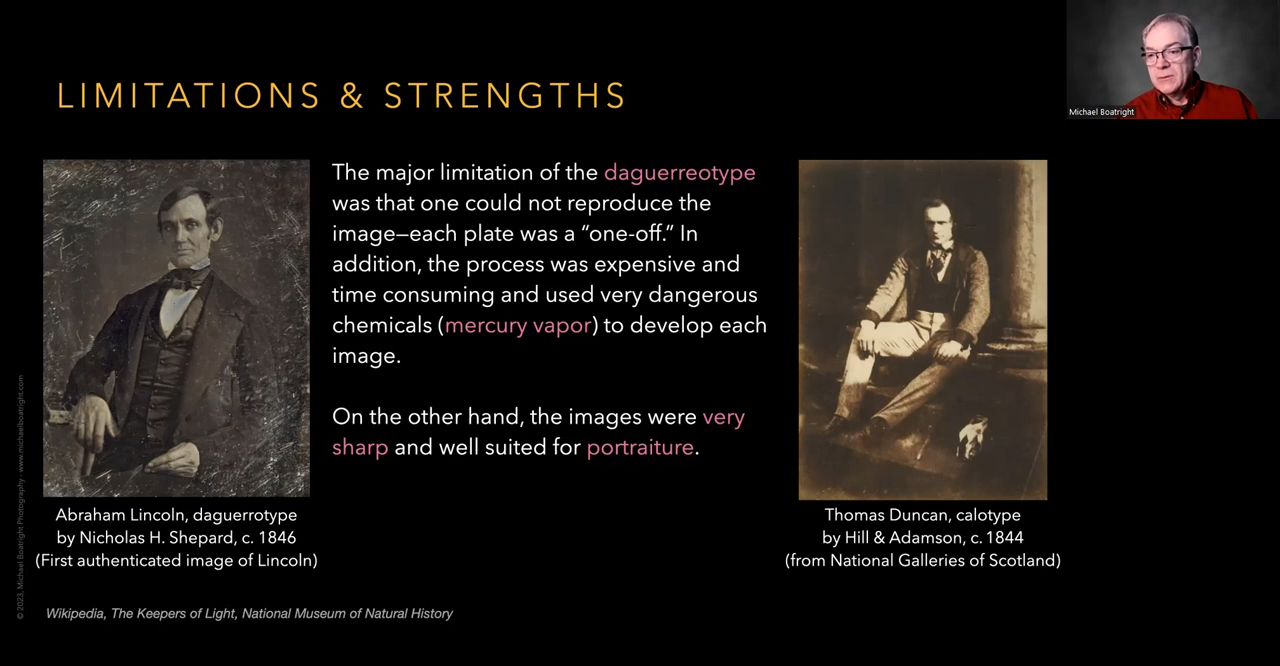 LIMITATIONS & STRENGTHS
Michael Boatright
The major limitation of the daguerreotype
was that one could not reproduce the
image—each plate was a “one-off.” In
addition, the process was expensive and
time consuming and used very dangerous
chemicals (mercury vapor) to develop each
image.
On the other hand, the images were very
sharp and well suited for portraiture.
Abraham Lincoln, daguerrotype
by Nicholas H. Shepard, c. 1846
(First authenticated image of Lincoln)
Thomas Duncan, calotype
by Hill & Adamson, c. 1844
(from National Galleries of Scotland)
Wikipedia, The Keepers of Light, National Museum of Natural History
© 2023, Michael Boatright Photography - www.michaelboatright.com